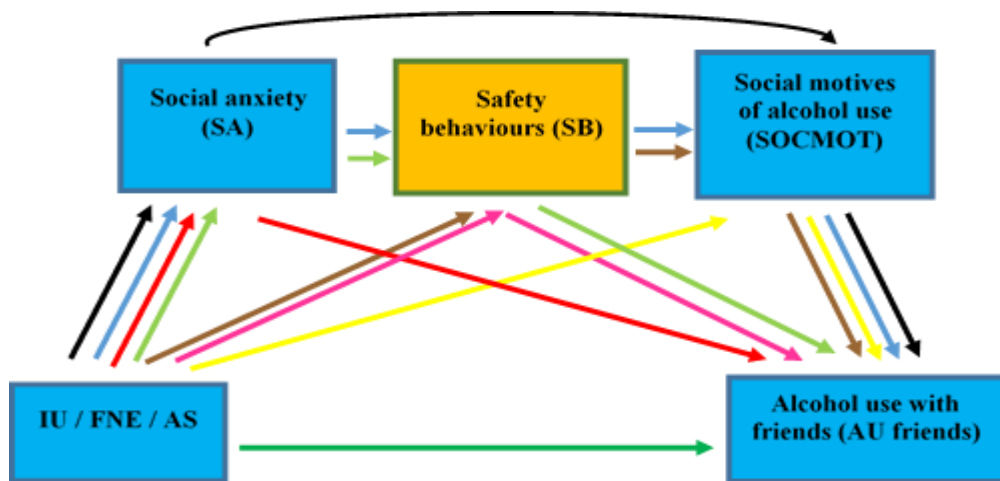 Social anxiety
(SA)
Safety
behaviours (SB)
Social motives
of alcohol use
(SOCMOT)
IU / FNE / AS
Alcohol use with
friends (AU friends)